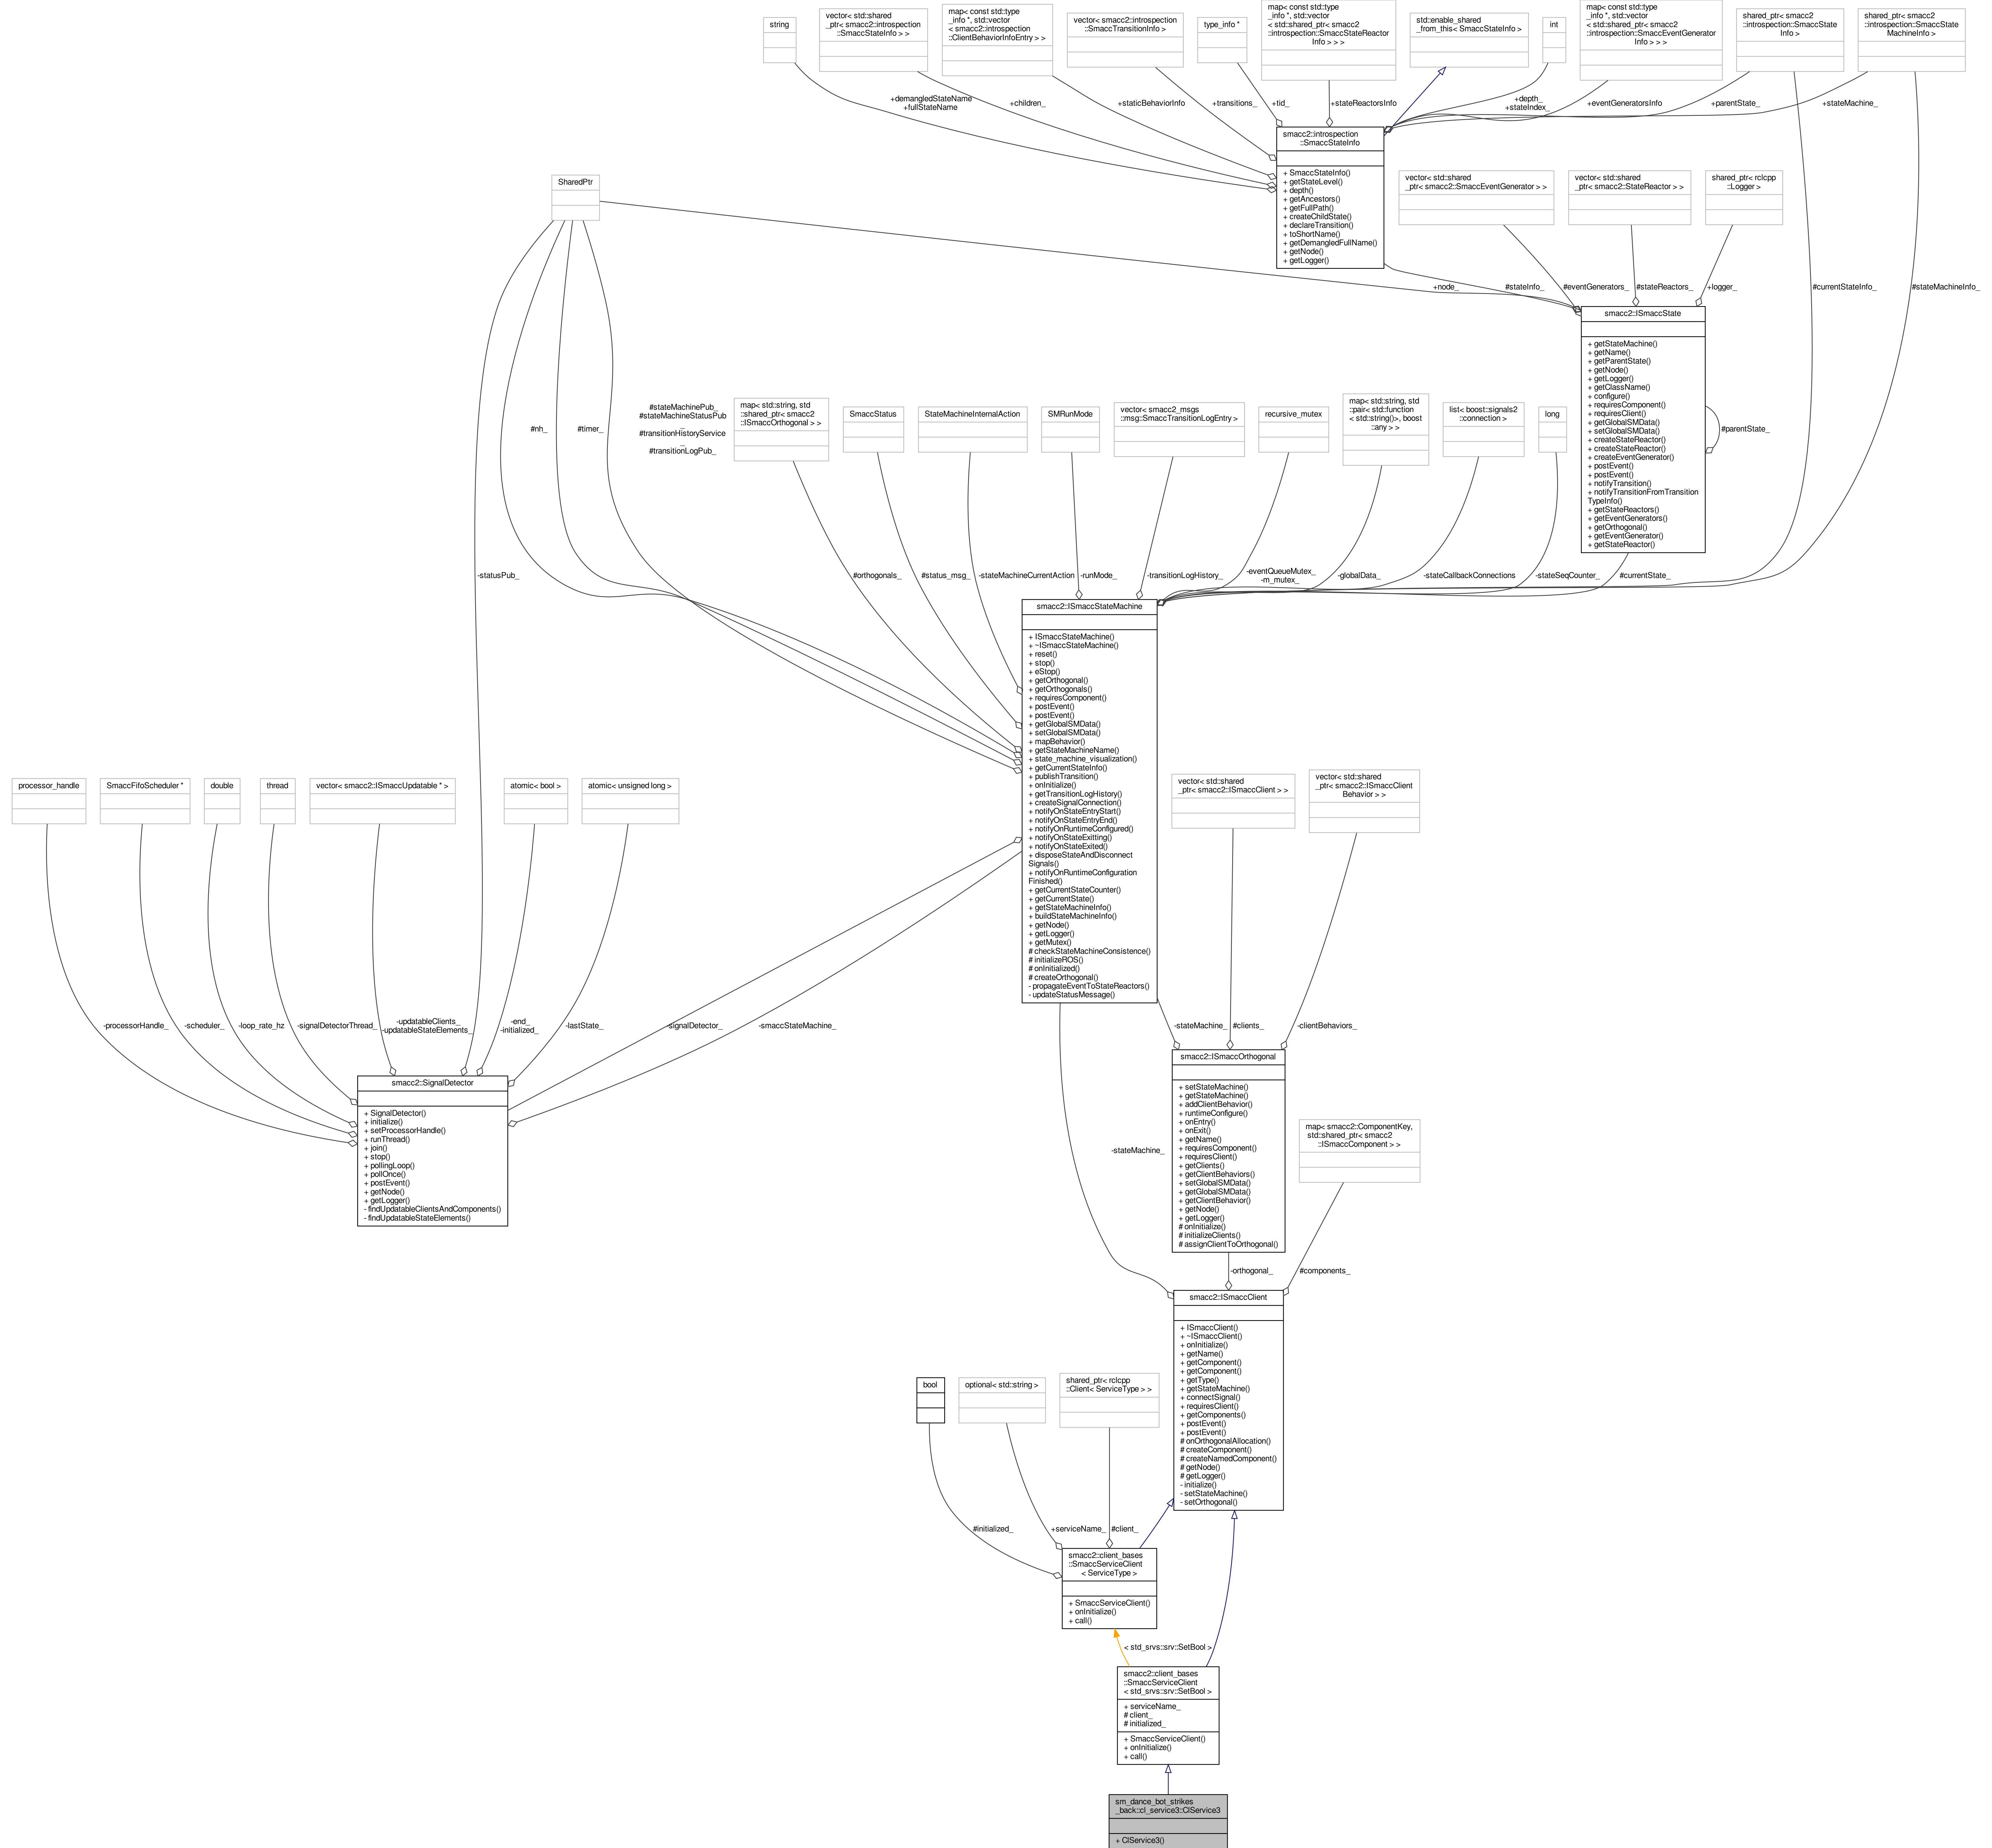 string
vector< std::shared
_ptr< smacc2::introspection
::SmaccStateInfo > >
map< const std::type
_info *, std::vector
< smacc2::introspection
::ClientBehaviorInfoEntry > >
vector< smacc2::introspection
::SmaccTransitionInfo >
type_info *
map< const std::type
_info *, std::vector
< std::shared_ptr< smacc2
::introspection::SmaccStateReactor
Info > > >
std::enable_shared
_from_this< SmaccStateInfo >
int
map< const std::type
_info *, std::vector
< std::shared_ptr< smacc2
::introspection::SmaccEventGenerator
Info > > >
shared_ptr< smacc2
::introspection::SmaccState
Info >
shared_ptr< smacc2
::introspection::SmaccState
MachineInfo >
+demangledStateName
+fullStateName
+children_
+staticBehaviorInfo
+transitions_
+tid_
+stateReactorsInfo
+depth_
+stateIndex_
+eventGeneratorsInfo
+parentState_
+stateMachine_
smacc2::introspection
::SmaccStateInfo
+ SmaccStateInfo()
+ getStateLevel()
+ depth()
+ getAncestors()
+ getFullPath()
+ createChildState()
+ declareTransition()
+ toShortName()
+ getDemangledFullName()
+ getNode()
+ getLogger()
SharedPtr
vector< std::shared
_ptr< smacc2::SmaccEventGenerator > >
vector< std::shared
_ptr< smacc2::StateReactor > >
shared_ptr< rclcpp
::Logger >
+node_
#stateInfo_
#eventGenerators_
#stateReactors_
+logger_
#currentStateInfo_
#stateMachineInfo_
smacc2::ISmaccState
+ getStateMachine()
+ getName()
+ getParentState()
+ getNode()
+ getLogger()
+ getClassName()
+ configure()
+ requiresComponent()
+ requiresClient()
+ getGlobalSMData()
+ setGlobalSMData()
+ createStateReactor()
+ createStateReactor()
+ createEventGenerator()
+ postEvent()
+ postEvent()
+ notifyTransition()
+ notifyTransitionFromTransition
TypeInfo()
+ getStateReactors()
+ getEventGenerators()
+ getOrthogonal()
+ getEventGenerator()
+ getStateReactor()
#parentState_
#nh_
#timer_
#stateMachinePub_
#stateMachineStatusPub
_
#transitionHistoryService
_
#transitionLogPub_
map< std::string, std
::shared_ptr< smacc2
::ISmaccOrthogonal > >
SmaccStatus
StateMachineInternalAction
SMRunMode
vector< smacc2_msgs
::msg::SmaccTransitionLogEntry >
recursive_mutex
map< std::string, std
::pair< std::function
< std::string()>, boost
::any > >
list< boost::signals2
::connection >
long
-statusPub_
#orthogonals_
#status_msg_
-stateMachineCurrentAction
-runMode_
-transitionLogHistory_
-eventQueueMutex_
-m_mutex_
-globalData_
-stateCallbackConnections
-stateSeqCounter_
#currentState_
smacc2::ISmaccStateMachine
+ ISmaccStateMachine()
+ ~ISmaccStateMachine()
+ reset()
+ stop()
+ eStop()
+ getOrthogonal()
+ getOrthogonals()
+ requiresComponent()
+ postEvent()
+ postEvent()
+ getGlobalSMData()
+ setGlobalSMData()
+ mapBehavior()
+ getStateMachineName()
+ state_machine_visualization()
+ getCurrentStateInfo()
+ publishTransition()
+ onInitialize()
+ getTransitionLogHistory()
+ createSignalConnection()
+ notifyOnStateEntryStart()
+ notifyOnStateEntryEnd()
+ notifyOnRuntimeConfigured()
+ notifyOnStateExitting()
+ notifyOnStateExited()
+ disposeStateAndDisconnect
Signals()
+ notifyOnRuntimeConfiguration
Finished()
+ getCurrentStateCounter()
+ getCurrentState()
+ getStateMachineInfo()
+ buildStateMachineInfo()
+ getNode()
+ getLogger()
+ getMutex()
# checkStateMachineConsistence()
# initializeROS()
# onInitialized()
# createOrthogonal()
- propagateEventToStateReactors()
- updateStatusMessage()
processor_handle
SmaccFifoScheduler *
double
thread
vector< smacc2::ISmaccUpdatable * >
atomic< bool >
atomic< unsigned long >
vector< std::shared
_ptr< smacc2::ISmaccClient > >
vector< std::shared
_ptr< smacc2::ISmaccClient
Behavior > >
-processorHandle_
-scheduler_
-loop_rate_hz
-signalDetectorThread_
-updatableClients_
-updatableStateElements_
-end_
-initialized_
-lastState_
-signalDetector_
-smaccStateMachine_
-stateMachine_
#clients_
-clientBehaviors_
smacc2::SignalDetector
+ SignalDetector()
+ initialize()
+ setProcessorHandle()
+ runThread()
+ join()
+ stop()
+ pollingLoop()
+ pollOnce()
+ postEvent()
+ getNode()
+ getLogger()
- findUpdatableClientsAndComponents()
- findUpdatableStateElements()
smacc2::ISmaccOrthogonal
+ setStateMachine()
+ getStateMachine()
+ addClientBehavior()
+ runtimeConfigure()
+ onEntry()
+ onExit()
+ getName()
+ requiresComponent()
+ requiresClient()
+ getClients()
+ getClientBehaviors()
+ setGlobalSMData()
+ getGlobalSMData()
+ getClientBehavior()
+ getNode()
+ getLogger()
# onInitialize()
# initializeClients()
# assignClientToOrthogonal()
map< smacc2::ComponentKey,
std::shared_ptr< smacc2
::ISmaccComponent > >
-stateMachine_
-orthogonal_
#components_
smacc2::ISmaccClient
+ ISmaccClient()
+ ~ISmaccClient()
+ onInitialize()
+ getName()
+ getComponent()
+ getComponent()
+ getType()
+ getStateMachine()
+ connectSignal()
+ requiresClient()
+ getComponents()
+ postEvent()
+ postEvent()
# onOrthogonalAllocation()
# createComponent()
# createNamedComponent()
# getNode()
# getLogger()
- initialize()
- setStateMachine()
- setOrthogonal()
bool
optional< std::string >
shared_ptr< rclcpp
::Client< ServiceType > >
#initialized_
+serviceName_
#client_
smacc2::client_bases
::SmaccServiceClient
< ServiceType >
+ SmaccServiceClient()
+ onInitialize()
+ call()
< std_srvs::srv::SetBool >
smacc2::client_bases
::SmaccServiceClient
< std_srvs::srv::SetBool >
+ serviceName_
# client_
# initialized_
+ SmaccServiceClient()
+ onInitialize()
+ call()
sm_dance_bot_strikes
_back::cl_service3::ClService3
+ ClService3()